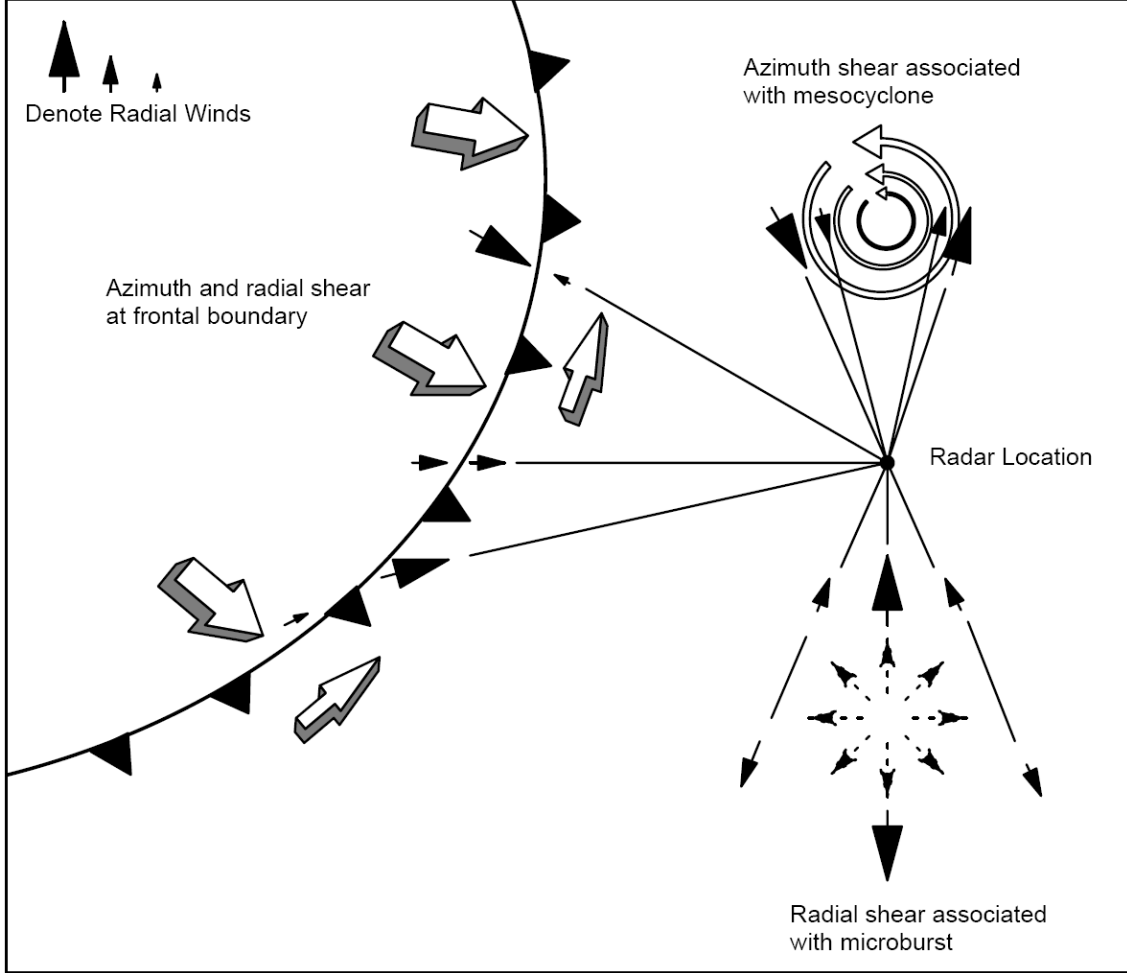 Denote Radial Winds
Azimuth shear associated
with mesocyclone
Azimuth and radial shear
at frontal boundary
Radar Location
Radial shear associated
with microburst